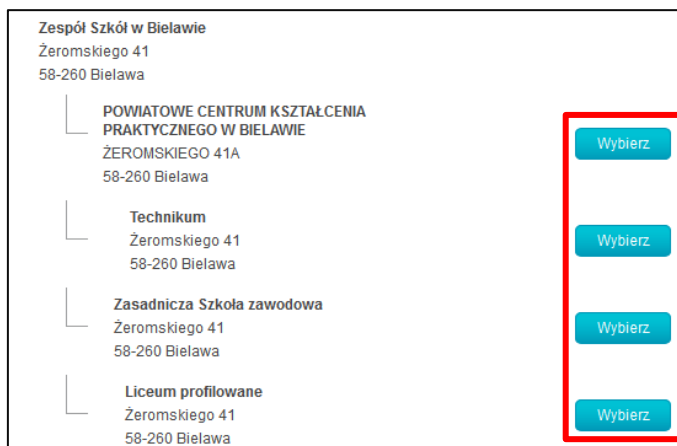 Zespół Szkół w Bielawie
Żeromskiego 41
58-260 Bielawa
POWIATOWE CENTRUM KSZTAŁCENIA
PRAKTYCZNEGO W BIELAWIE
ŻEROMSKIEGO 41A
58-260 Bielawa
Wybierz
Technikum
Żeromskiego 41
58-260 Bielawa
Wybierz
Zasadnicza Szkoła zawodowa
Żeromskiego 41
58-260 Bielawa
Wybierz
Liceum profilowane
Żeromskiego 41
58-260 Bielawa
Wybierz